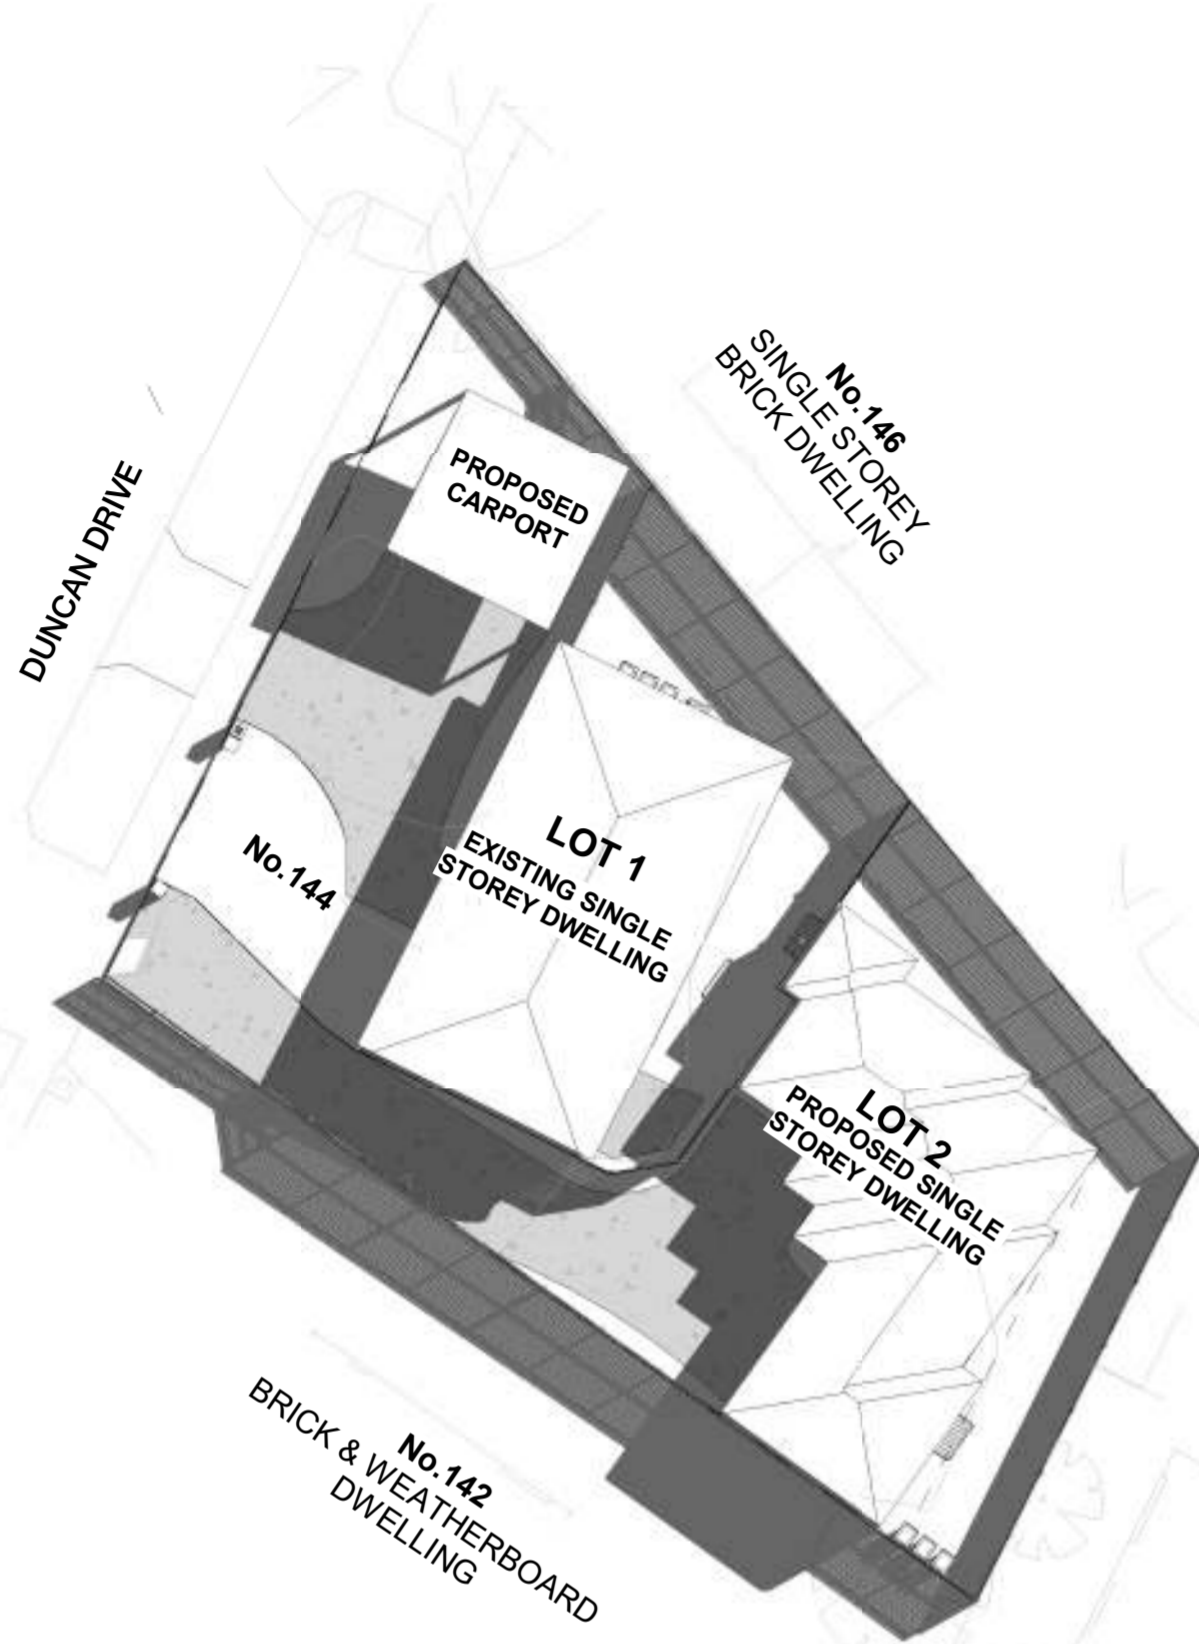 No.146
SINGLE STOREY
BRICK DWELLING
PROPOSED
CARPORT
DUNCAN DRIVE
LOT 1
EXISTING SINGLE
STOREY DWELLING
No.144
LOT 2
PROPOSED SINGLE
STOREY DWELLING
No.142
BRICK & WEATHERBOARD
DWELLING